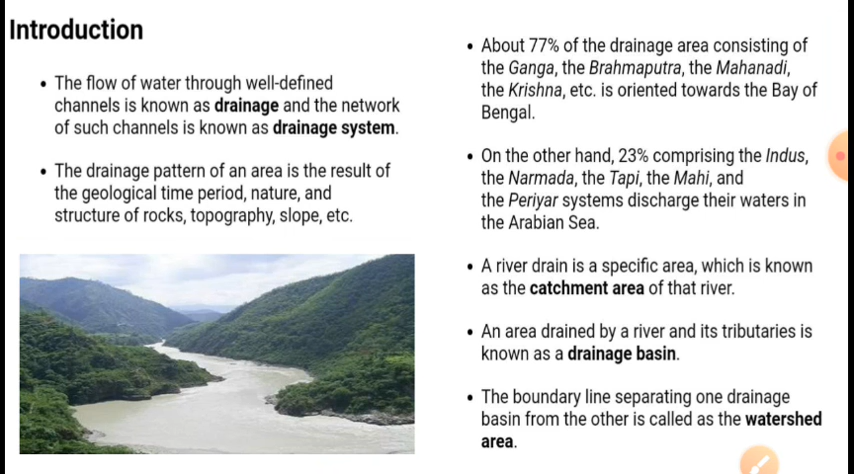 Introduction
• The flow of water through well-defined
channels is known as drainage and the network
of such channels is known as drainage system.
• The drainage pattern of an area is the result of
the geological time period, nature, and
structure of rocks, topography, slope, etc.
• About 77% of the drainage area consisting of
the Ganga, the Brahmaputra, the Mahanadi,
the Krishna, etc. is oriented towards the Bay of
Bengal.
• On the other hand, 23% comprising the Indus,
the Narmada, the Tapi, the Mahi, and
the Periyar systems discharge their waters in
the Arabian Sea.
• A river drain is a specific area, which is known
as the catchment area of that river.
• An area drained by a river and its tributaries is
known as a drainage basin.
• The boundary line separating one drainage
basin from the other is called as the watershed
area.